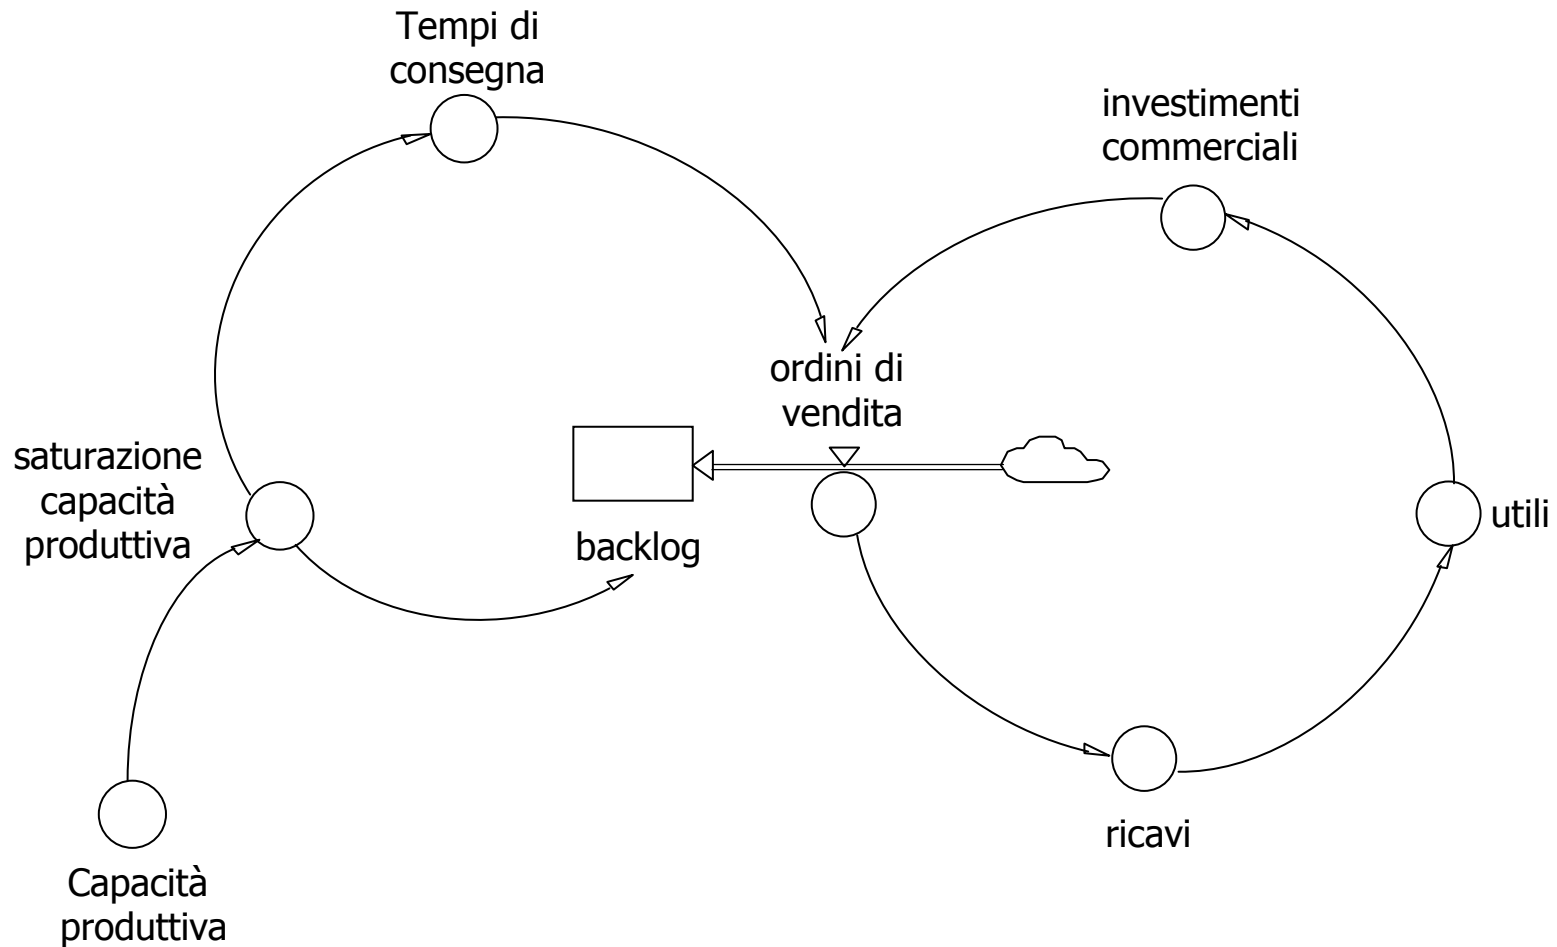 Tempi di
consegna
investimenti
commerciali
ordini di
vendita
saturazione
capacità
produttiva
backlog
utili
ricavi
Capacità
produttiva